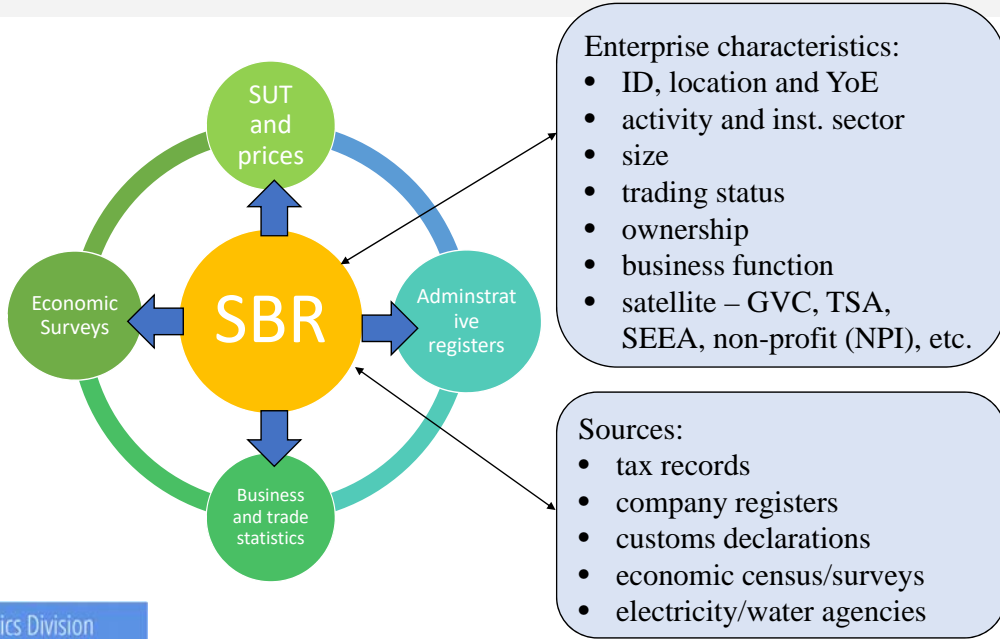 SUT
and
prices
Economic
Surveys
SBR
Adminstrat
ive
registers
Business
and trade
statistics
Enterprise characteristics:
• ID, location and YoE
• activity and inst. sector
• size
• trading status
• ownership
• business function
• satellite – GVC, TSA,
SEEA, non-profit (NPI), etc.
Sources:
• tax records
• company registers
• customs declarations
• economic census/surveys
• electricity/water agencies
ics Division